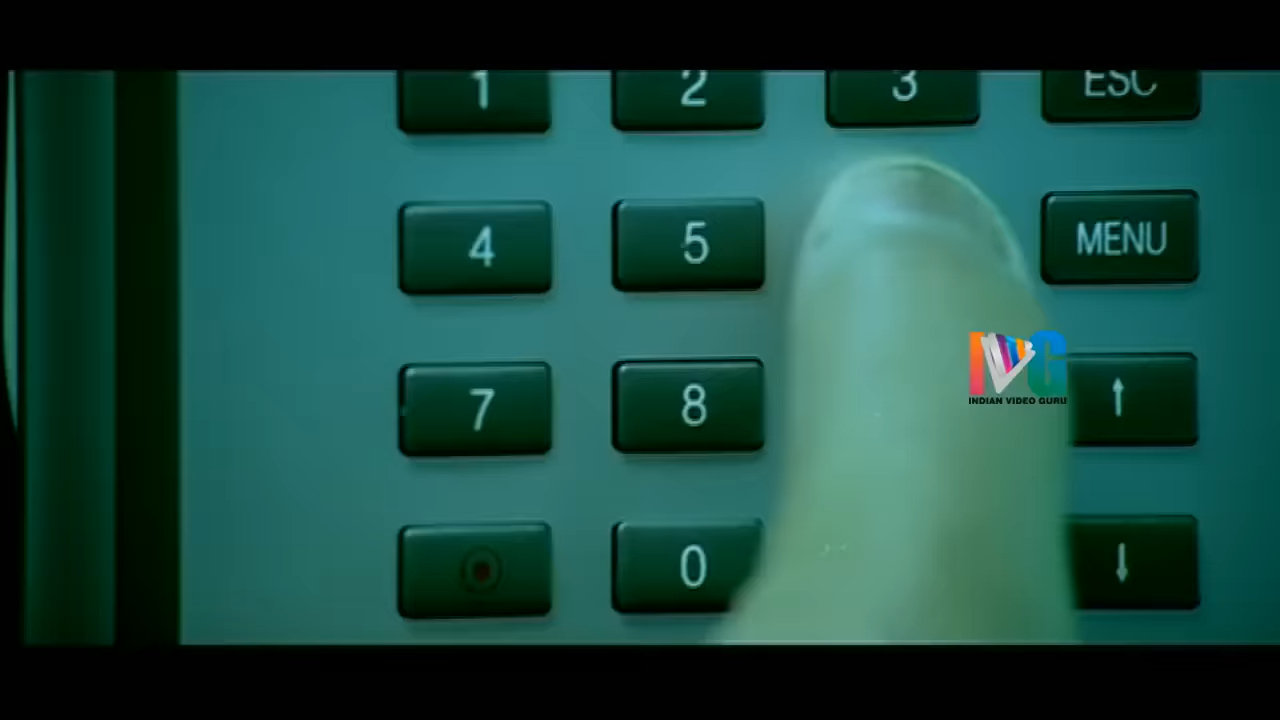 1 2 3 ESC
4 5 MENU
IVG
INDIAN VIDEO GURU
7 8 ↑
0 ↓